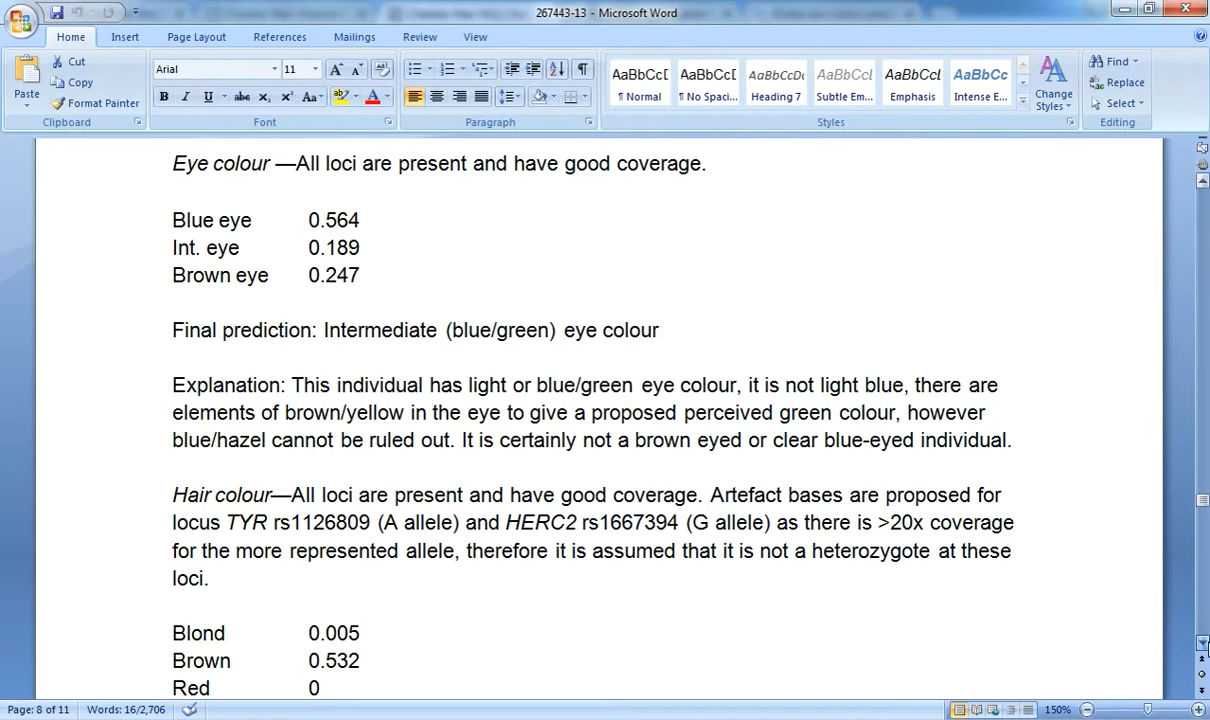 267443-13 - Microsoft Word
Home Insert Page Layout References Mailings Review View
Paste
Cut
Copy
Format Painter
Clipboard
Arial 11
Font
Paragraph
AaBbCcD AaBbCcD AaBbCcDc AaBbCcD AaBbCcL AaBbCc
¶ Normal ¶ No Spaci... Heading 7 Subtle Em... Emphasis Intense E...
Change Styles
Styles
Find
Replace
Select
Editing
Eye colour —All loci are present and have good coverage.
Blue eye 0.564
Int. eye 0.189
Brown eye 0.247
Final prediction: Intermediate (blue/green) eye colour
Explanation: This individual has light or blue/green eye colour, it is not light blue, there are
elements of brown/yellow in the eye to give a proposed perceived green colour, however
blue/hazel cannot be ruled out. It is certainly not a brown eyed or clear blue-eyed individual.
Hair colour—All loci are present and have good coverage. Artefact bases are proposed for
locus TYR rs1126809 (A allele) and HERC2 rs1667394 (G allele) as there is >20x coverage
for the more represented allele, therefore it is assumed that it is not a heterozygote at these
loci.
Blond 0.005
Brown 0.532
Red 0
Page: 8 of 11 Words: 16/2,706 150%